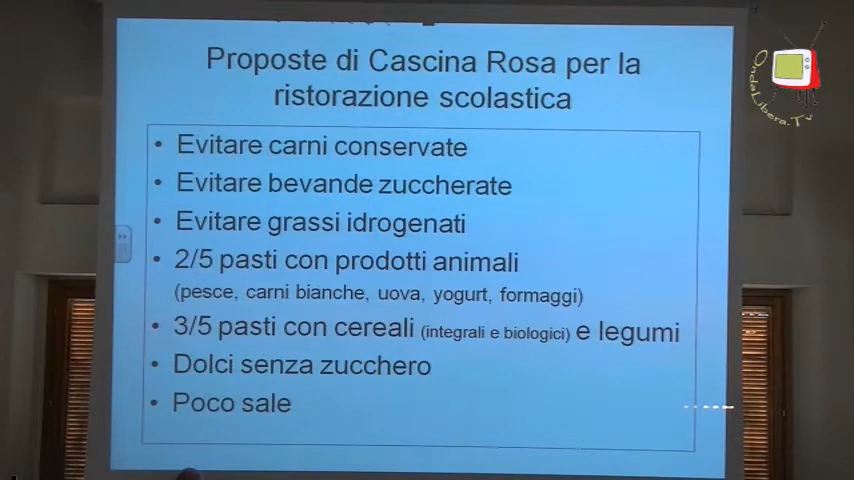 Proposte di Cascina Rosa per la
ristorazione scolastica
• Evitare carni conservate
• Evitare bevande zuccherate
• Evitare grassi idrogenati
• 2/5 pasti con prodotti animali
(pesce, carni bianche, uova, yogurt, formaggi)
• 3/5 pasti con cereali (integrali e biologici) e legumi
• Dolci senza zucchero
• Poco sale
OndaLibera.Tv